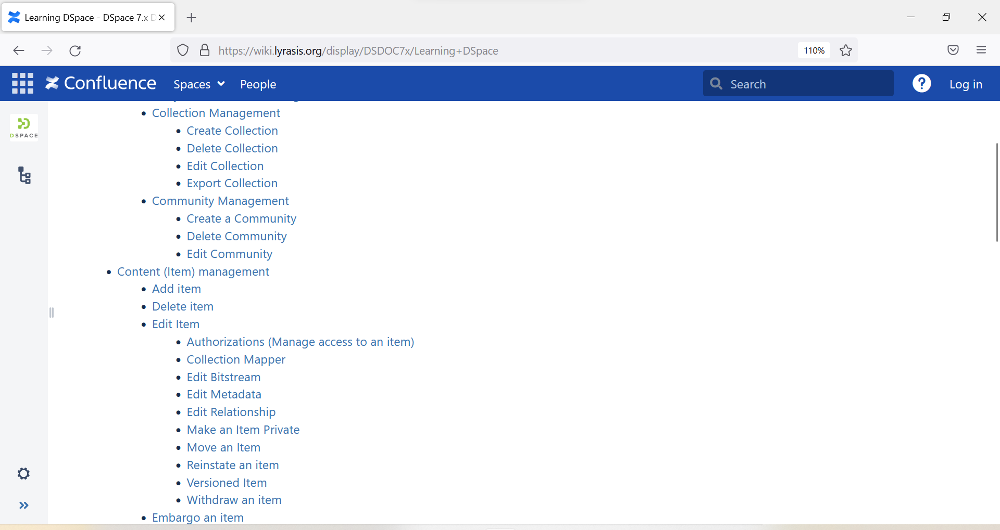 Learning DSpace - DSpace 7.x D
https://wiki.lyrasis.org/display/DSDOC7x/Learning+DSpace
110%
Confluence
Spaces
People
Search
?
Log in
DSPACE
Collection Management
Create Collection
Delete Collection
Edit Collection
Export Collection
Community Management
Create a Community
Delete Community
Edit Community
Content (Item) management
Add item
Delete item
Edit Item
Authorizations (Manage access to an item)
Collection Mapper
Edit Bitstream
Edit Metadata
Edit Relationship
Make an Item Private
Move an Item
Reinstate an item
Versioned Item
Withdraw an item
Embargo an item